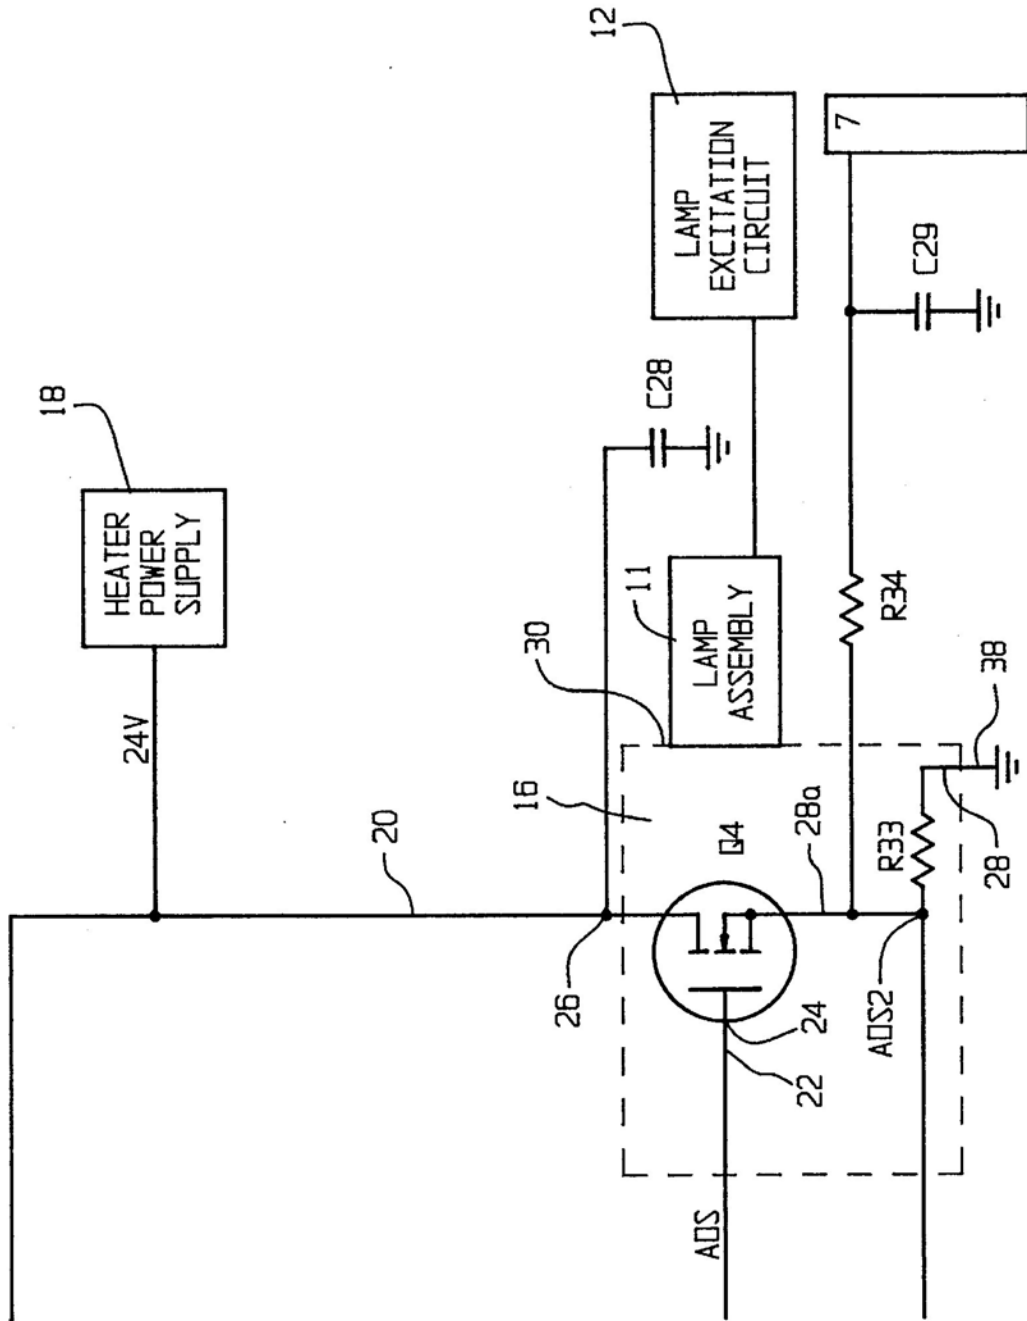 18
HEATER
POWER
SUPPLY
24V
20
26
C28
12
LAMP
EXCITATION
CIRCUIT
11
LAMP
ASSEMBLY
30
16
Q4
24
22
28a
AOS
AOS2
R33
28
38
R34
C29
7